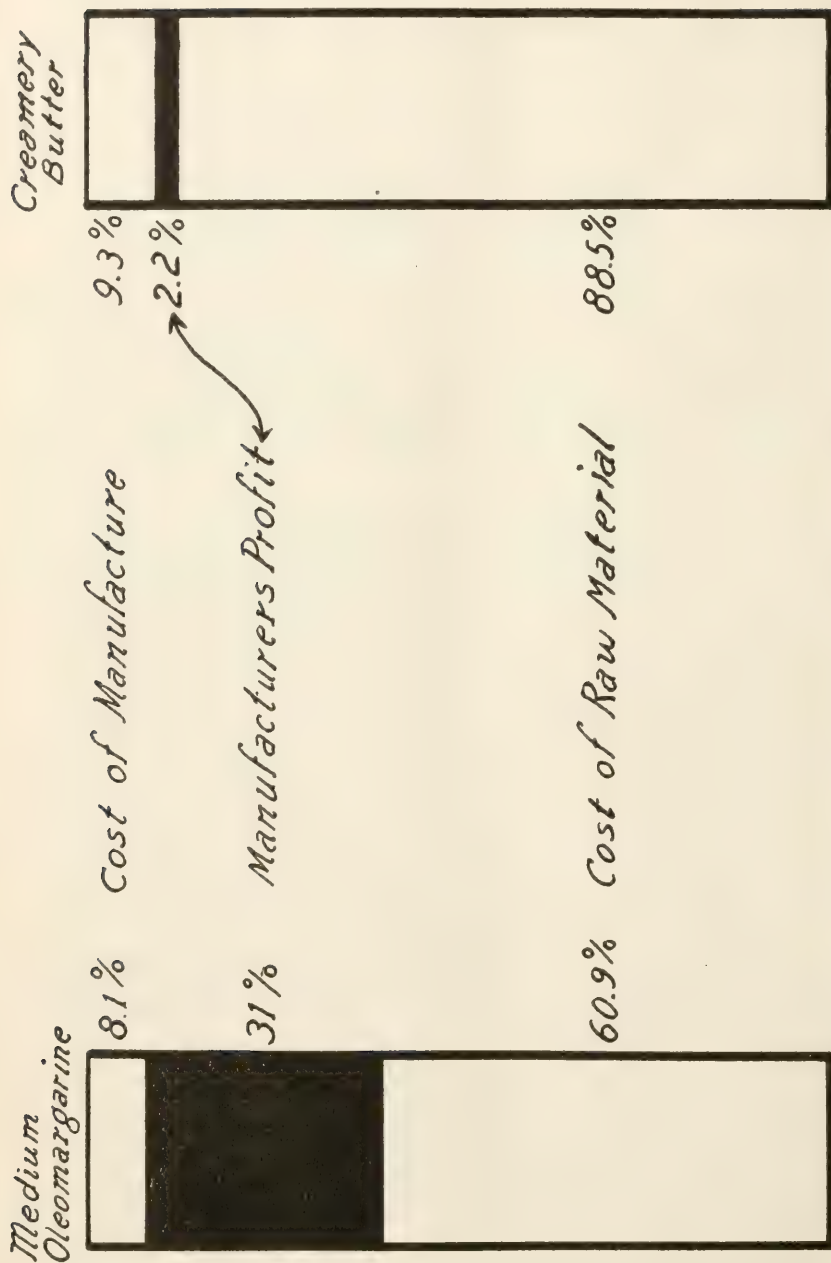 Medium
Oleomargarine
Creamery
Butter
8.1% Cost of Manufacture 9.3%
31% Manufacturers Profit 2.2%
60.9% Cost of Raw Material 88.5%